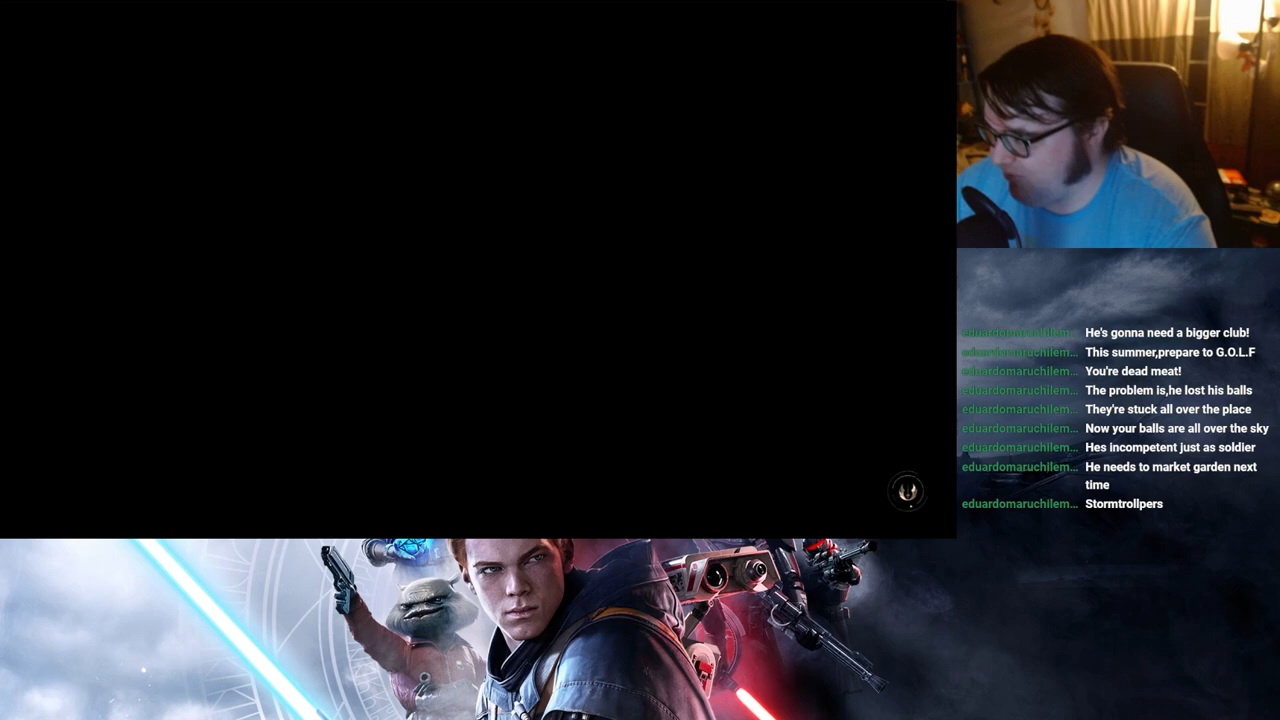 He's gonna need a bigger club!
eduardomaruchilem... This summer,prepare to G.O.L.F
eduardomaruchilem... You're dead meat!
eduardomaruchilem... The problem is,he lost his balls
eduardomaruchilem... They're stuck all over the place
eduardomaruchilem... Now your balls are all over the sky
eduardomaruchilem... Hes incompetent just as soldier
eduardomaruchilem... He needs to market garden next
time
eduardomaruchilem... Stormtrollpers